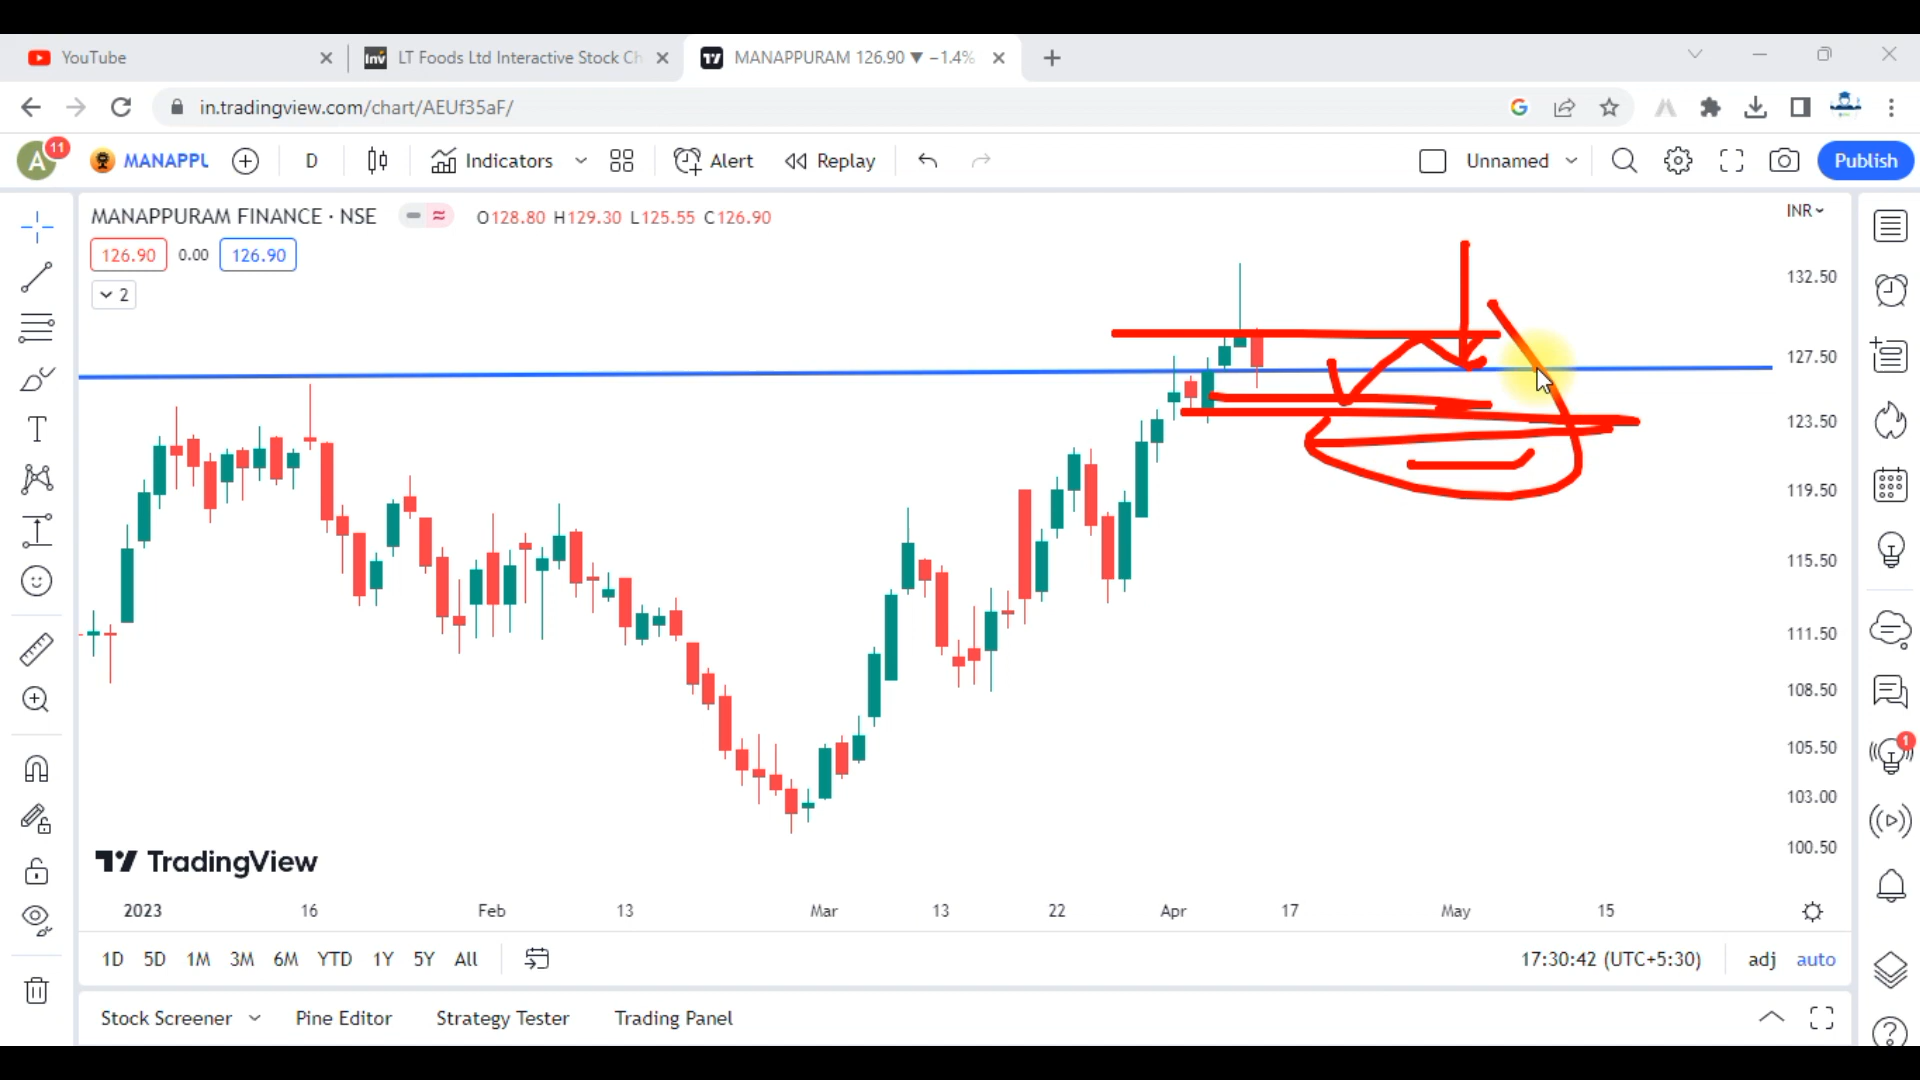 YouTube
LT Foods Ltd Interactive Stock Ch
MANAPPURAM 126.90 ▼ −1.4%
in.tradingview.com/chart/AEUf35aF/
A 11
MANAPPU
D
Indicators
Alert
Replay
Unnamed
Publish
MANAPPURAM FINANCE · NSE
O128.80 H129.30 L125.55 C126.90
INR
126.90 0.00 126.90
2
132.50
127.50
123.50
119.50
115.50
111.50
108.50
105.50
103.00
100.50
1
TradingView
2023 16 Feb 13 Mar 13 22 Apr 17 May 15
1D 5D 1M 3M 6M YTD 1Y 5Y All
17:30:42 (UTC+5:30) adj auto
Stock Screener Pine Editor Strategy Tester Trading Panel